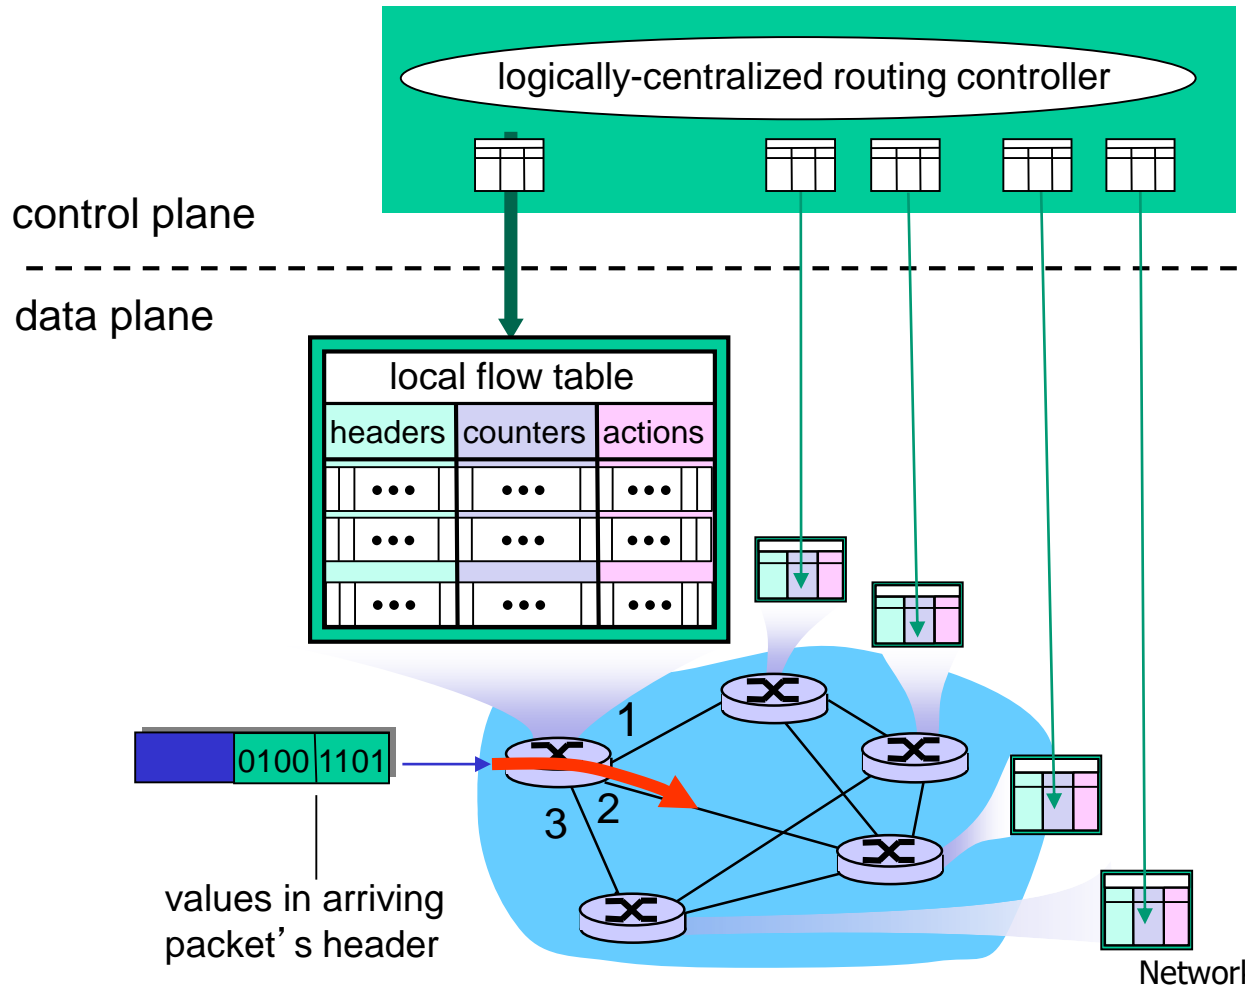 logically-centralized routing controller
control plane
data plane
local flow table
headers counters actions
1
0100 1101
2
3
values in arriving
packet’s header
Network